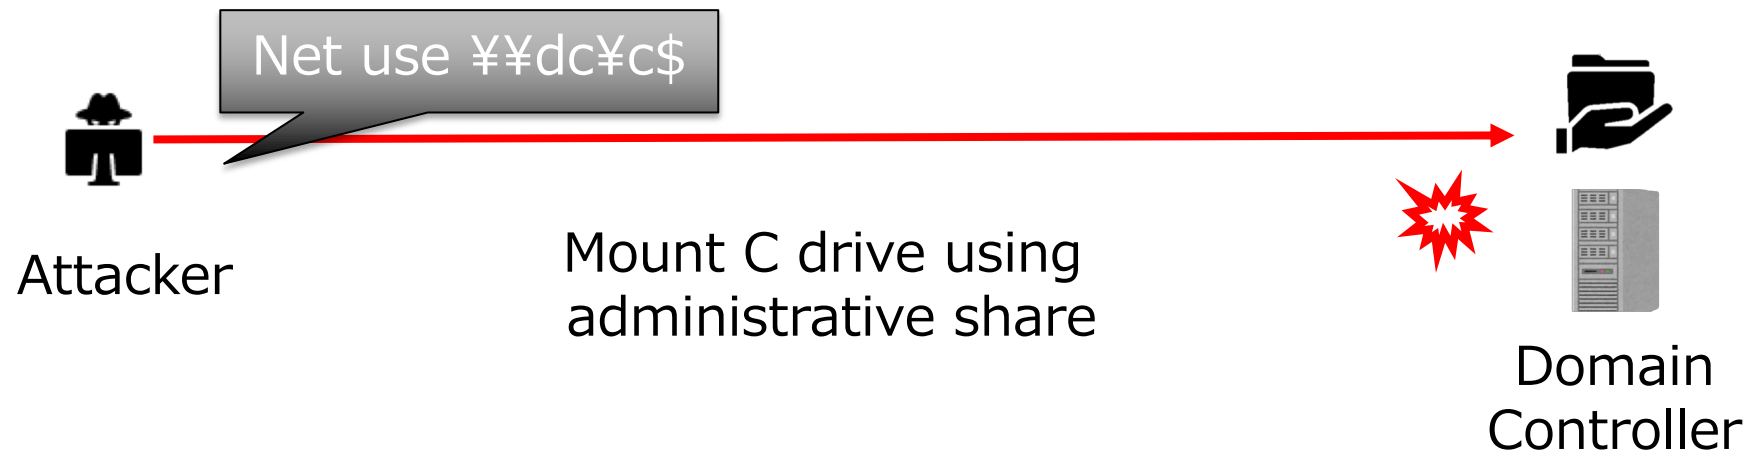 Net use ¥¥dc¥c$
Attacker
Mount C drive using
administrative share
Domain
Controller